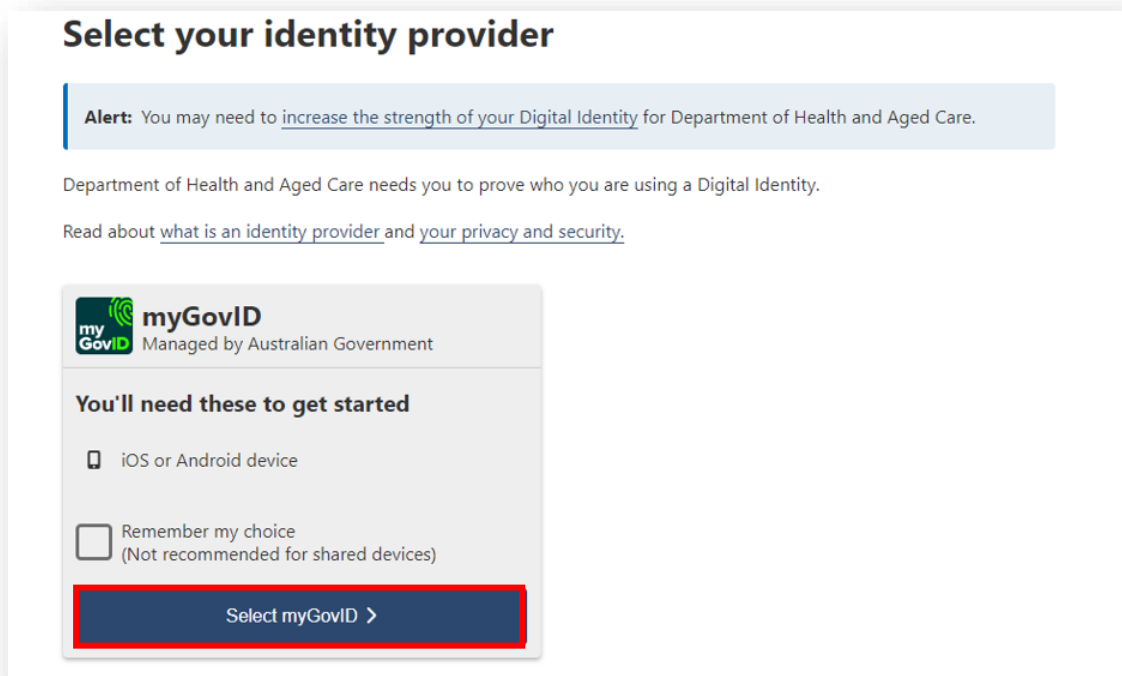 Select your identity provider
Alert: You may need to increase the strength of your Digital Identity for Department of Health and Aged Care.
Department of Health and Aged Care needs you to prove who you are using a Digital Identity.
Read about what is an identity provider and your privacy and security.
my
GovID
myGovID
Managed by Australian Government
You'll need these to get started
iOS or Android device
Remember my choice
(Not recommended for shared devices)
Select myGovID